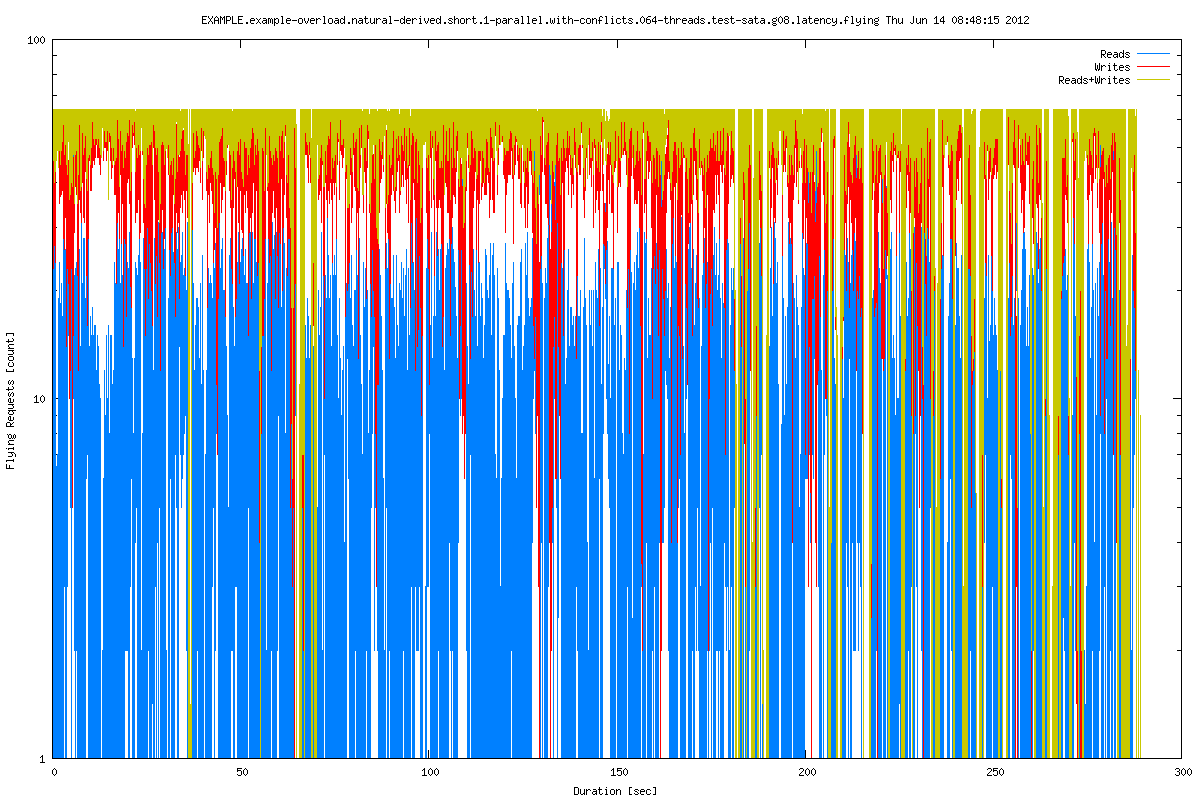 EXAMPLE.example-overload.natural-derived.short.1-parallel.with-conflicts.064-threads.test-sata.g08.latency.flying Thu Jun 14 08:48:15 2012
100
Reads
Writes
Reads+Writes
Flying Requests [count]
10
1
0 50 100 150 200 250 300
Duration [sec]